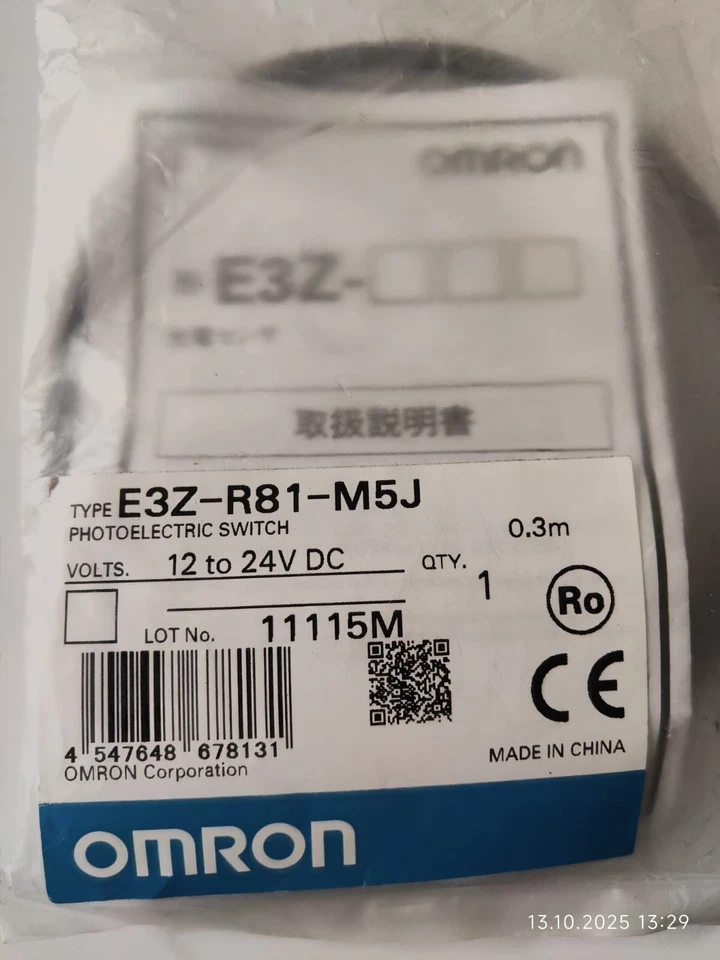 OMRON
E3Z-□□□
取扱説明書
TYPE E3Z-R81-M5J
PHOTOELECTRIC SWITCH
0.3m
VOLTS. 12 to 24V DC
QTY. 1
Ro
LOT No. 11115M
CE
4 547648 678131
MADE IN CHINA
OMRON Corporation
OMRON
13.10.2025 13:29